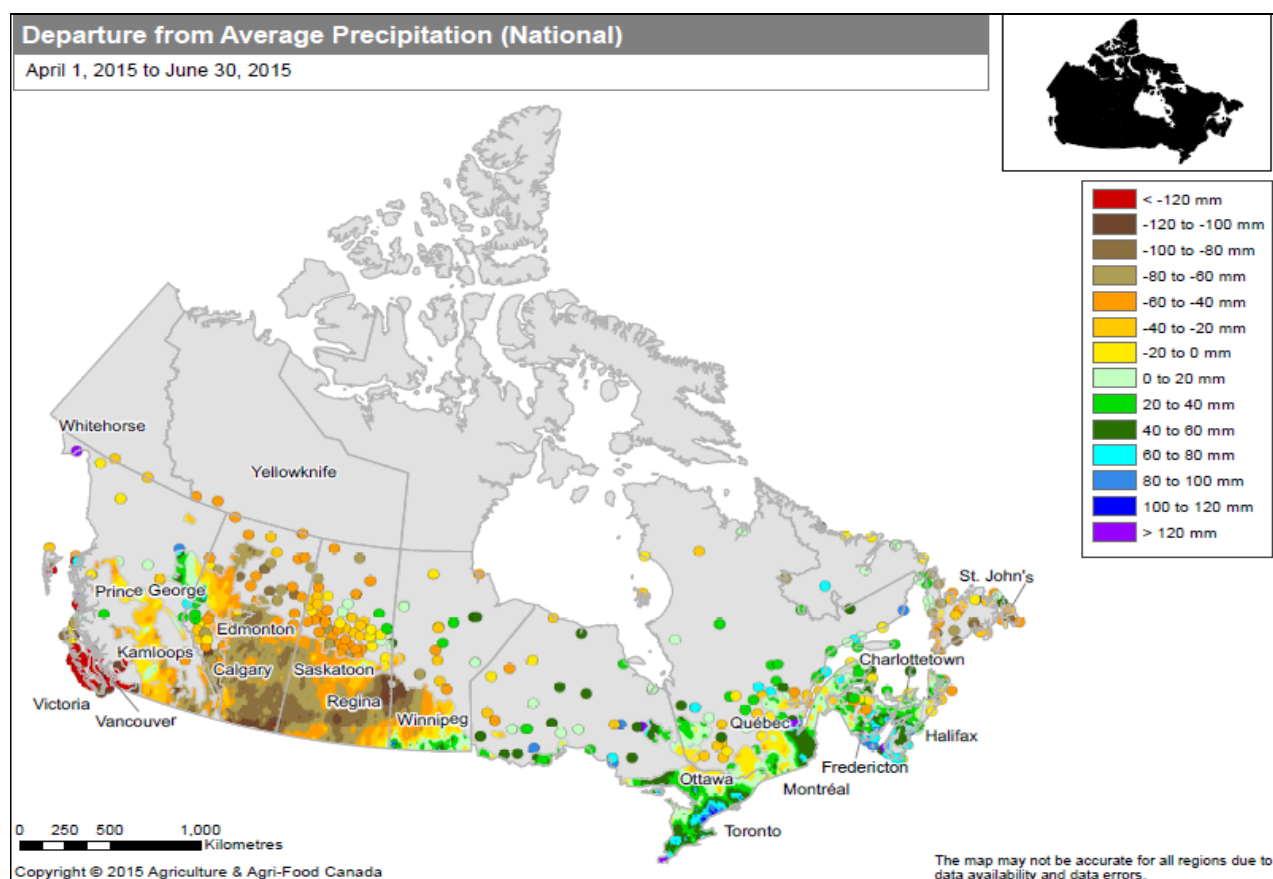 Departure from Average Precipitation (National)
April 1, 2015 to June 30, 2015
< -120 mm
-120 to -100 mm
-100 to -80 mm
-80 to -60 mm
-60 to -40 mm
-40 to -20 mm
-20 to 0 mm
0 to 20 mm
20 to 40 mm
40 to 60 mm
60 to 80 mm
80 to 100 mm
100 to 120 mm
> 120 mm
Whitehorse
Yellowknife
Prince George
Edmonton
Kamloops
Calgary
Saskatoon
Victoria
Vancouver
Regina
Winnipeg
St. John's
Charlottetown
Québec
Halifax
Fredericton
Ottawa
Montréal
Toronto
0 250 500 1,000
Kilometres
Copyright © 2015 Agriculture & Agri-Food Canada
The map may not be accurate for all regions due to
data availability and data errors.